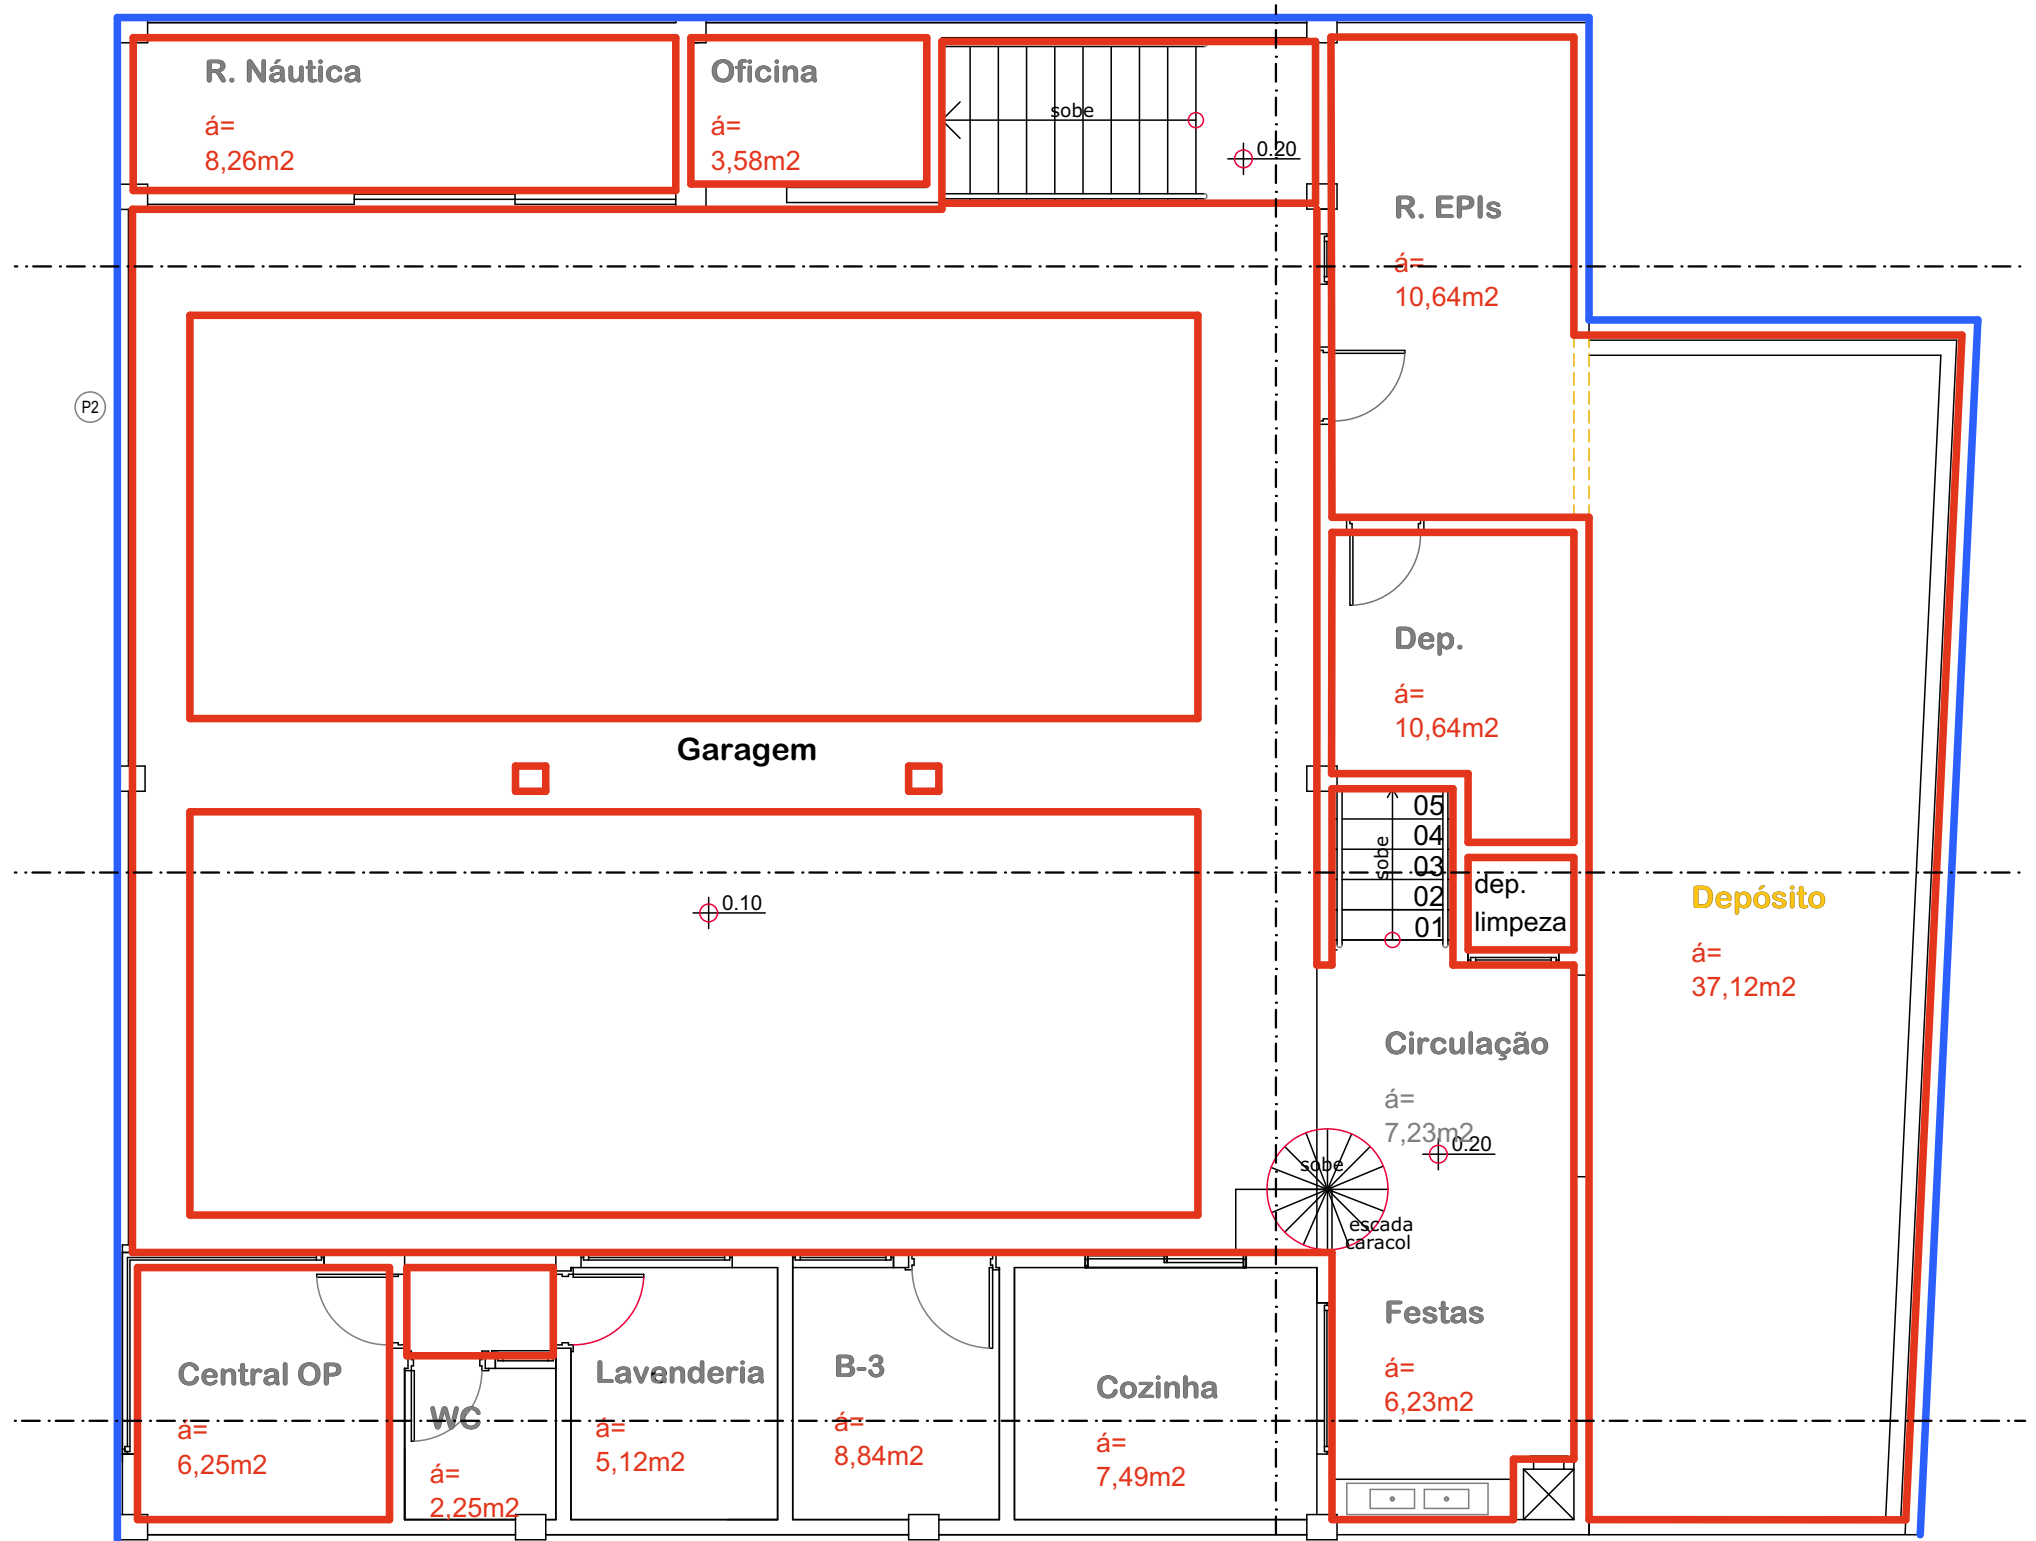 R. Náutica
á=
8,26m2
Oficina
á=
3,58m2
sobe
0.20
R. EPIs
á=
10,64m2
P2
Dep.
á=
10,64m2
Garagem
05
04
03
02
01
sobe
dep.
limpeza
0.10
Depósito
á=
37,12m2
Circulação
á=
7,23m2
0.20
sobe
escada
caracol
Festas
á=
6,23m2
Central OP
á=
6,25m2
WC
á=
2,25m2
Lavenderia
á=
5,12m2
B-3
á=
8,84m2
Cozinha
á=
7,49m2